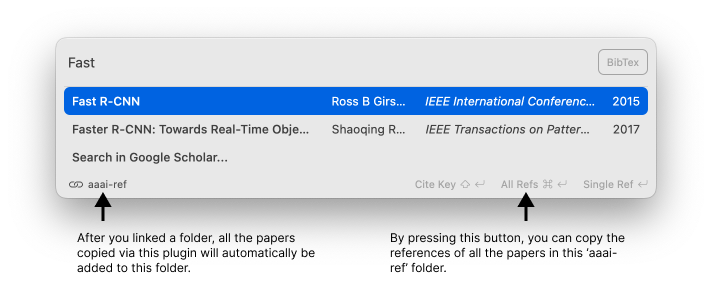 Fast BibTex
Fast R-CNN Ross B Girs... IEEE International Conferenc... 2015
Faster R-CNN: Towards Real-Time Obje... Shaoqing R... IEEE Transactions on Patter... 2017
Search in Google Scholar...
aaai-ref Cite Key ⇧ ↩ All Refs ⌘ ↩ Single Ref ↩
After you linked a folder, all the papers
copied via this plugin will automatically be
added to this folder.
By pressing this button, you can copy the
references of all the papers in this ‘aaai-
ref’ folder.